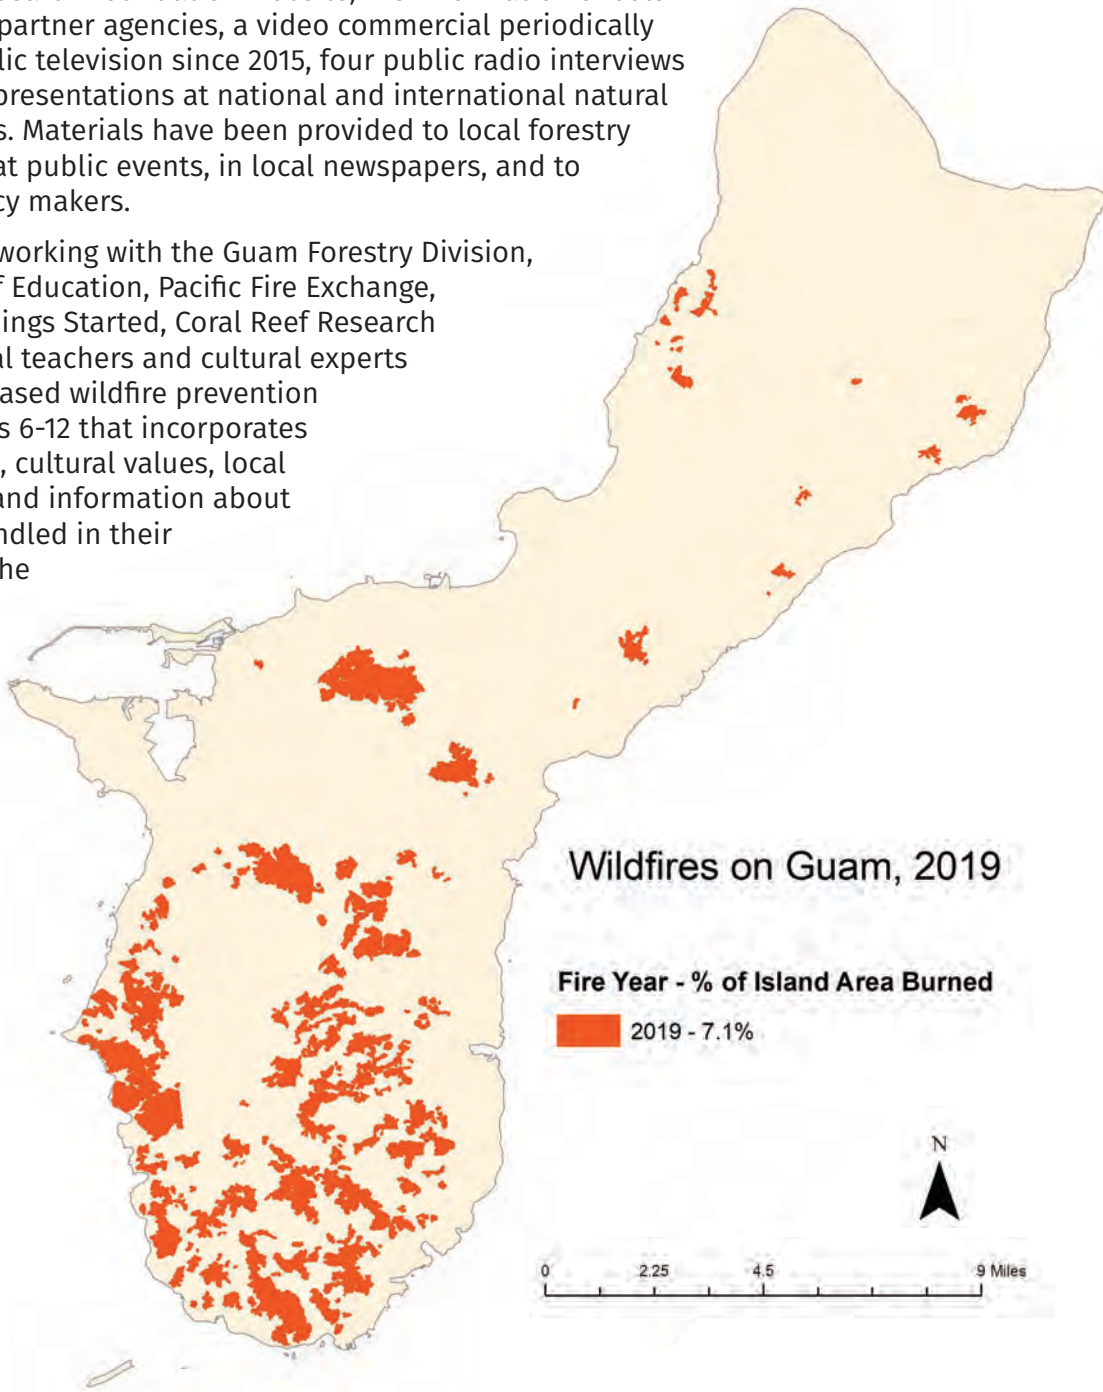 partner agencies, a video commercial periodically
lic television since 2015, four public radio interviews
presentations at national and international natural
s. Materials have been provided to local forestry
at public events, in local newspapers, and to
cy makers.
working with the Guam Forestry Division,
f Education, Pacific Fire Exchange,
ings Started, Coral Reef Research
al teachers and cultural experts
ased wildfire prevention
s 6-12 that incorporates
, cultural values, local
and information about
ndled in their
he
Wildfires on Guam, 2019
Fire Year - % of Island Area Burned
2019 - 7.1%
N
0 2.25 4.5 9 Miles